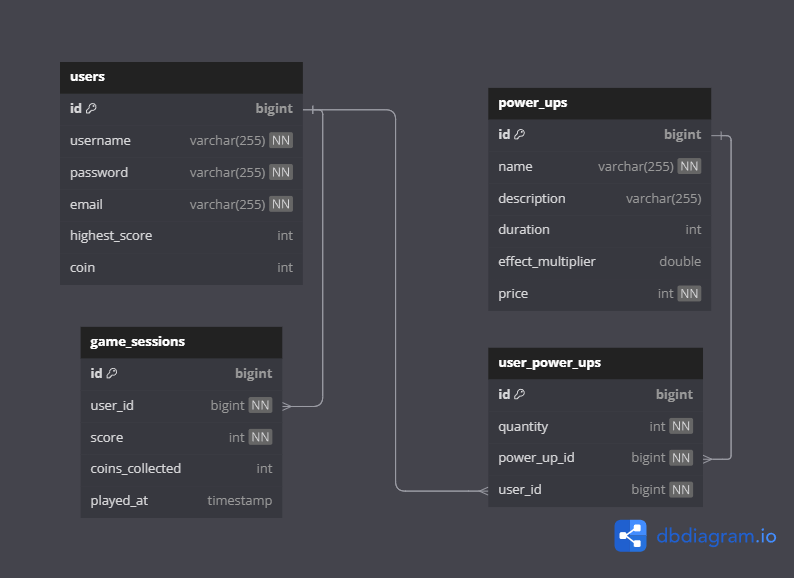 users
id bigint
username varchar(255) NN
password varchar(255) NN
email varchar(255) NN
highest_score int
coin int
game_sessions
id bigint
user_id bigint NN
score int NN
coins_collected int
played_at timestamp
power_ups
id bigint
name varchar(255) NN
description varchar(255)
duration int
effect_multiplier double
price int NN
user_power_ups
id bigint
quantity int NN
power_up_id bigint NN
user_id bigint NN
dbdiagram.io